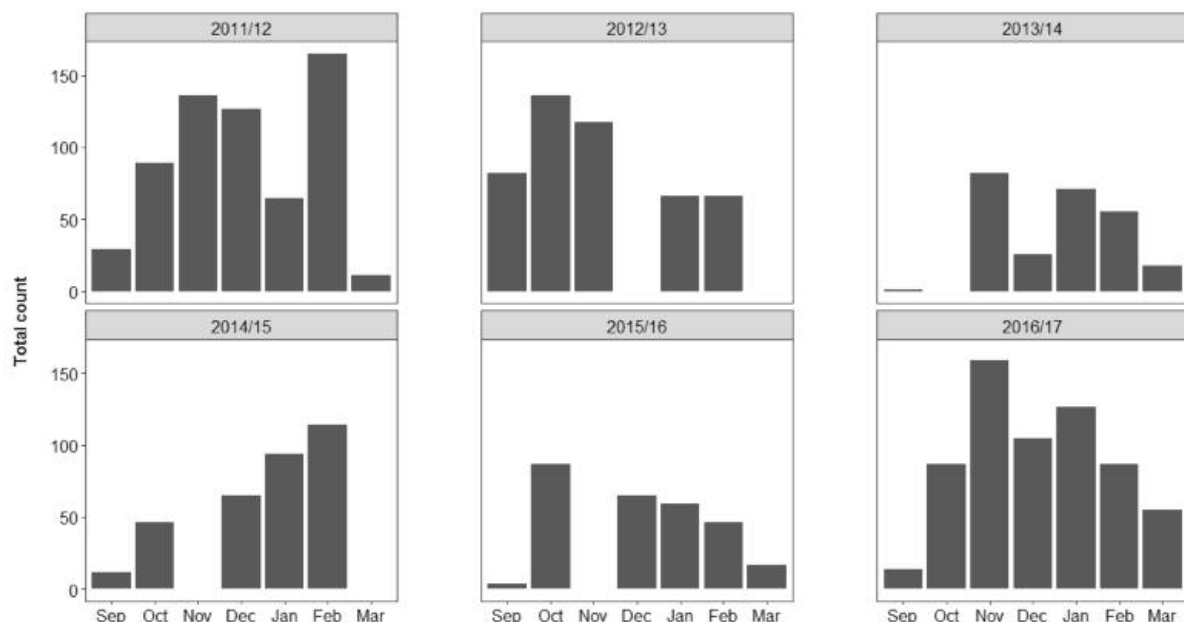 2011/12 2012/13 2013/14
150
100
50
0
Total count
2014/15 2015/16 2016/17
150
100
50
0
Sep Oct Nov Dec Jan Feb Mar Sep Oct Nov Dec Jan Feb Mar Sep Oct Nov Dec Jan Feb Mar